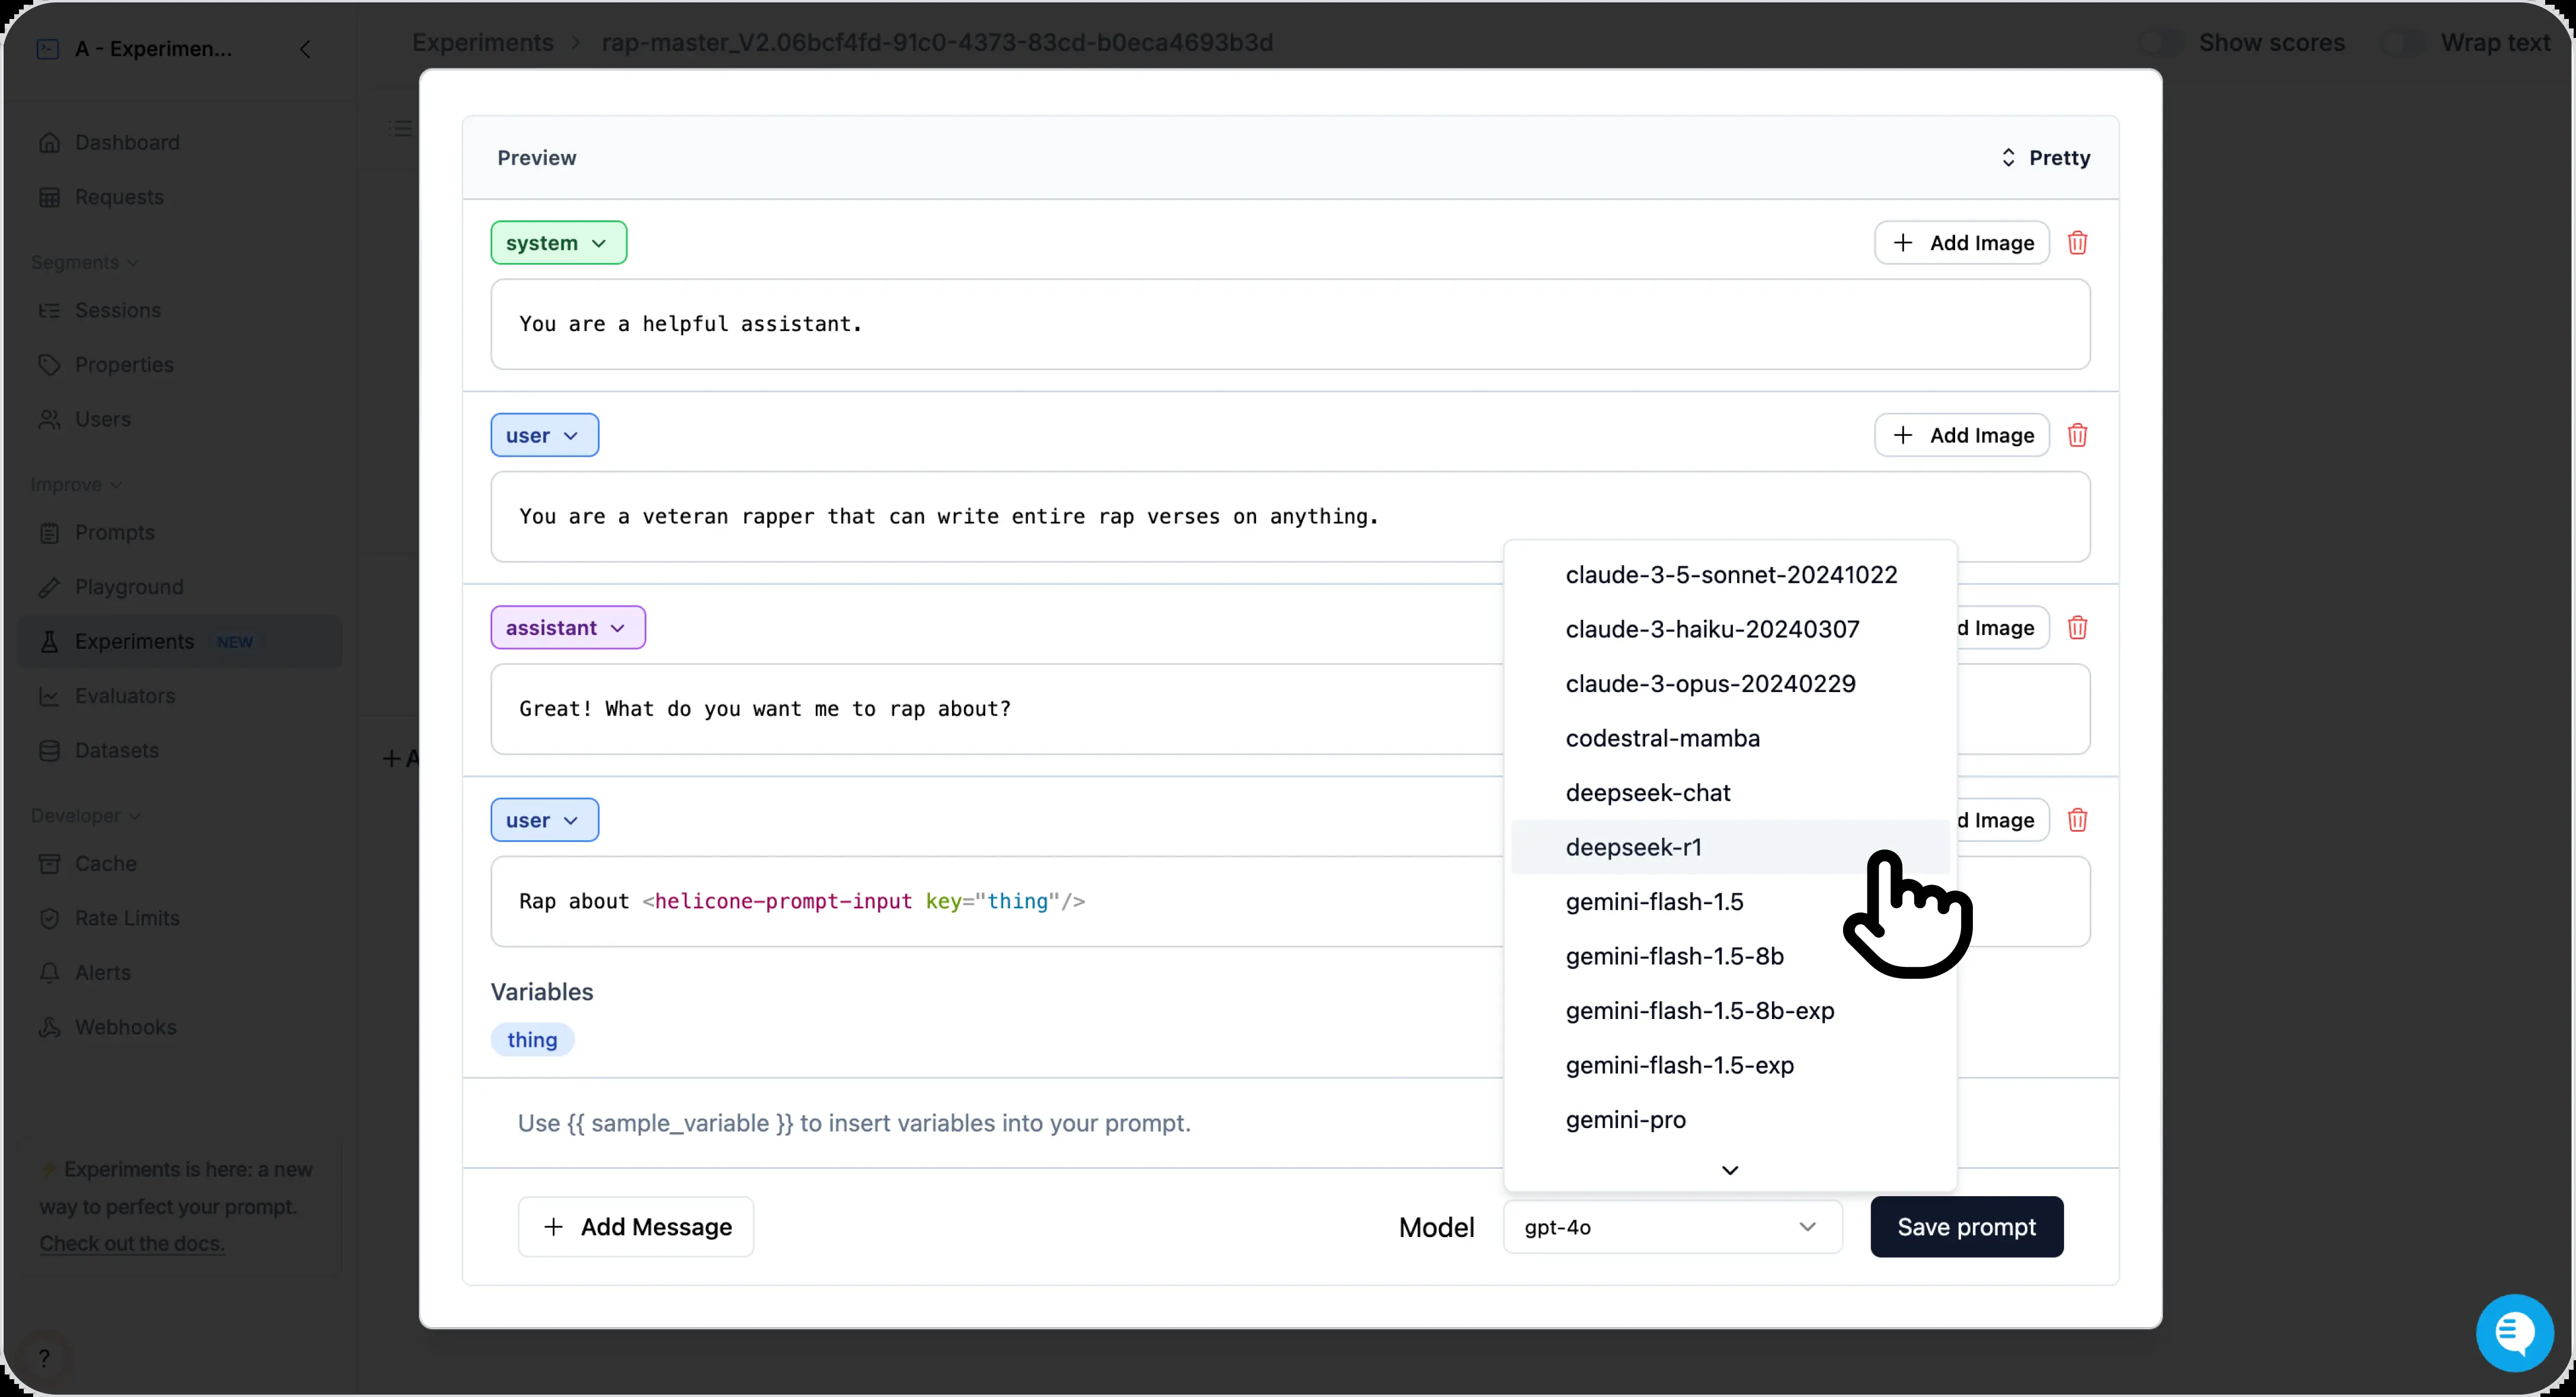 A - Experimen...
Experiments > rap-master_V2.06bcf4fd-91c0-4373-83cd-b0eca4693b3d
Show scores
Wrap text
Dashboard
Requests
Segments
Sessions
Properties
Users
Improve
Prompts
Playground
Experiments NEW
Evaluators
Datasets
Developer
Cache
Rate Limits
Alerts
Webhooks
⚡ Experiments is here: a new
way to perfect your prompt.
Check out the docs.
?
+ A
Preview
Pretty
system
+ Add Image
You are a helpful assistant.
user
+ Add Image
You are a veteran rapper that can write entire rap verses on anything.
assistant
d Image
Great! What do you want me to rap about?
user
d Image
Rap about <helicone-prompt-input key="thing"/>
Variables
thing
Use {{ sample_variable }} to insert variables into your prompt.
+ Add Message
claude-3-5-sonnet-20241022
claude-3-haiku-20240307
claude-3-opus-20240229
codestral-mamba
deepseek-chat
deepseek-r1
gemini-flash-1.5
gemini-flash-1.5-8b
gemini-flash-1.5-8b-exp
gemini-flash-1.5-exp
gemini-pro
Model
gpt-4o
Save prompt